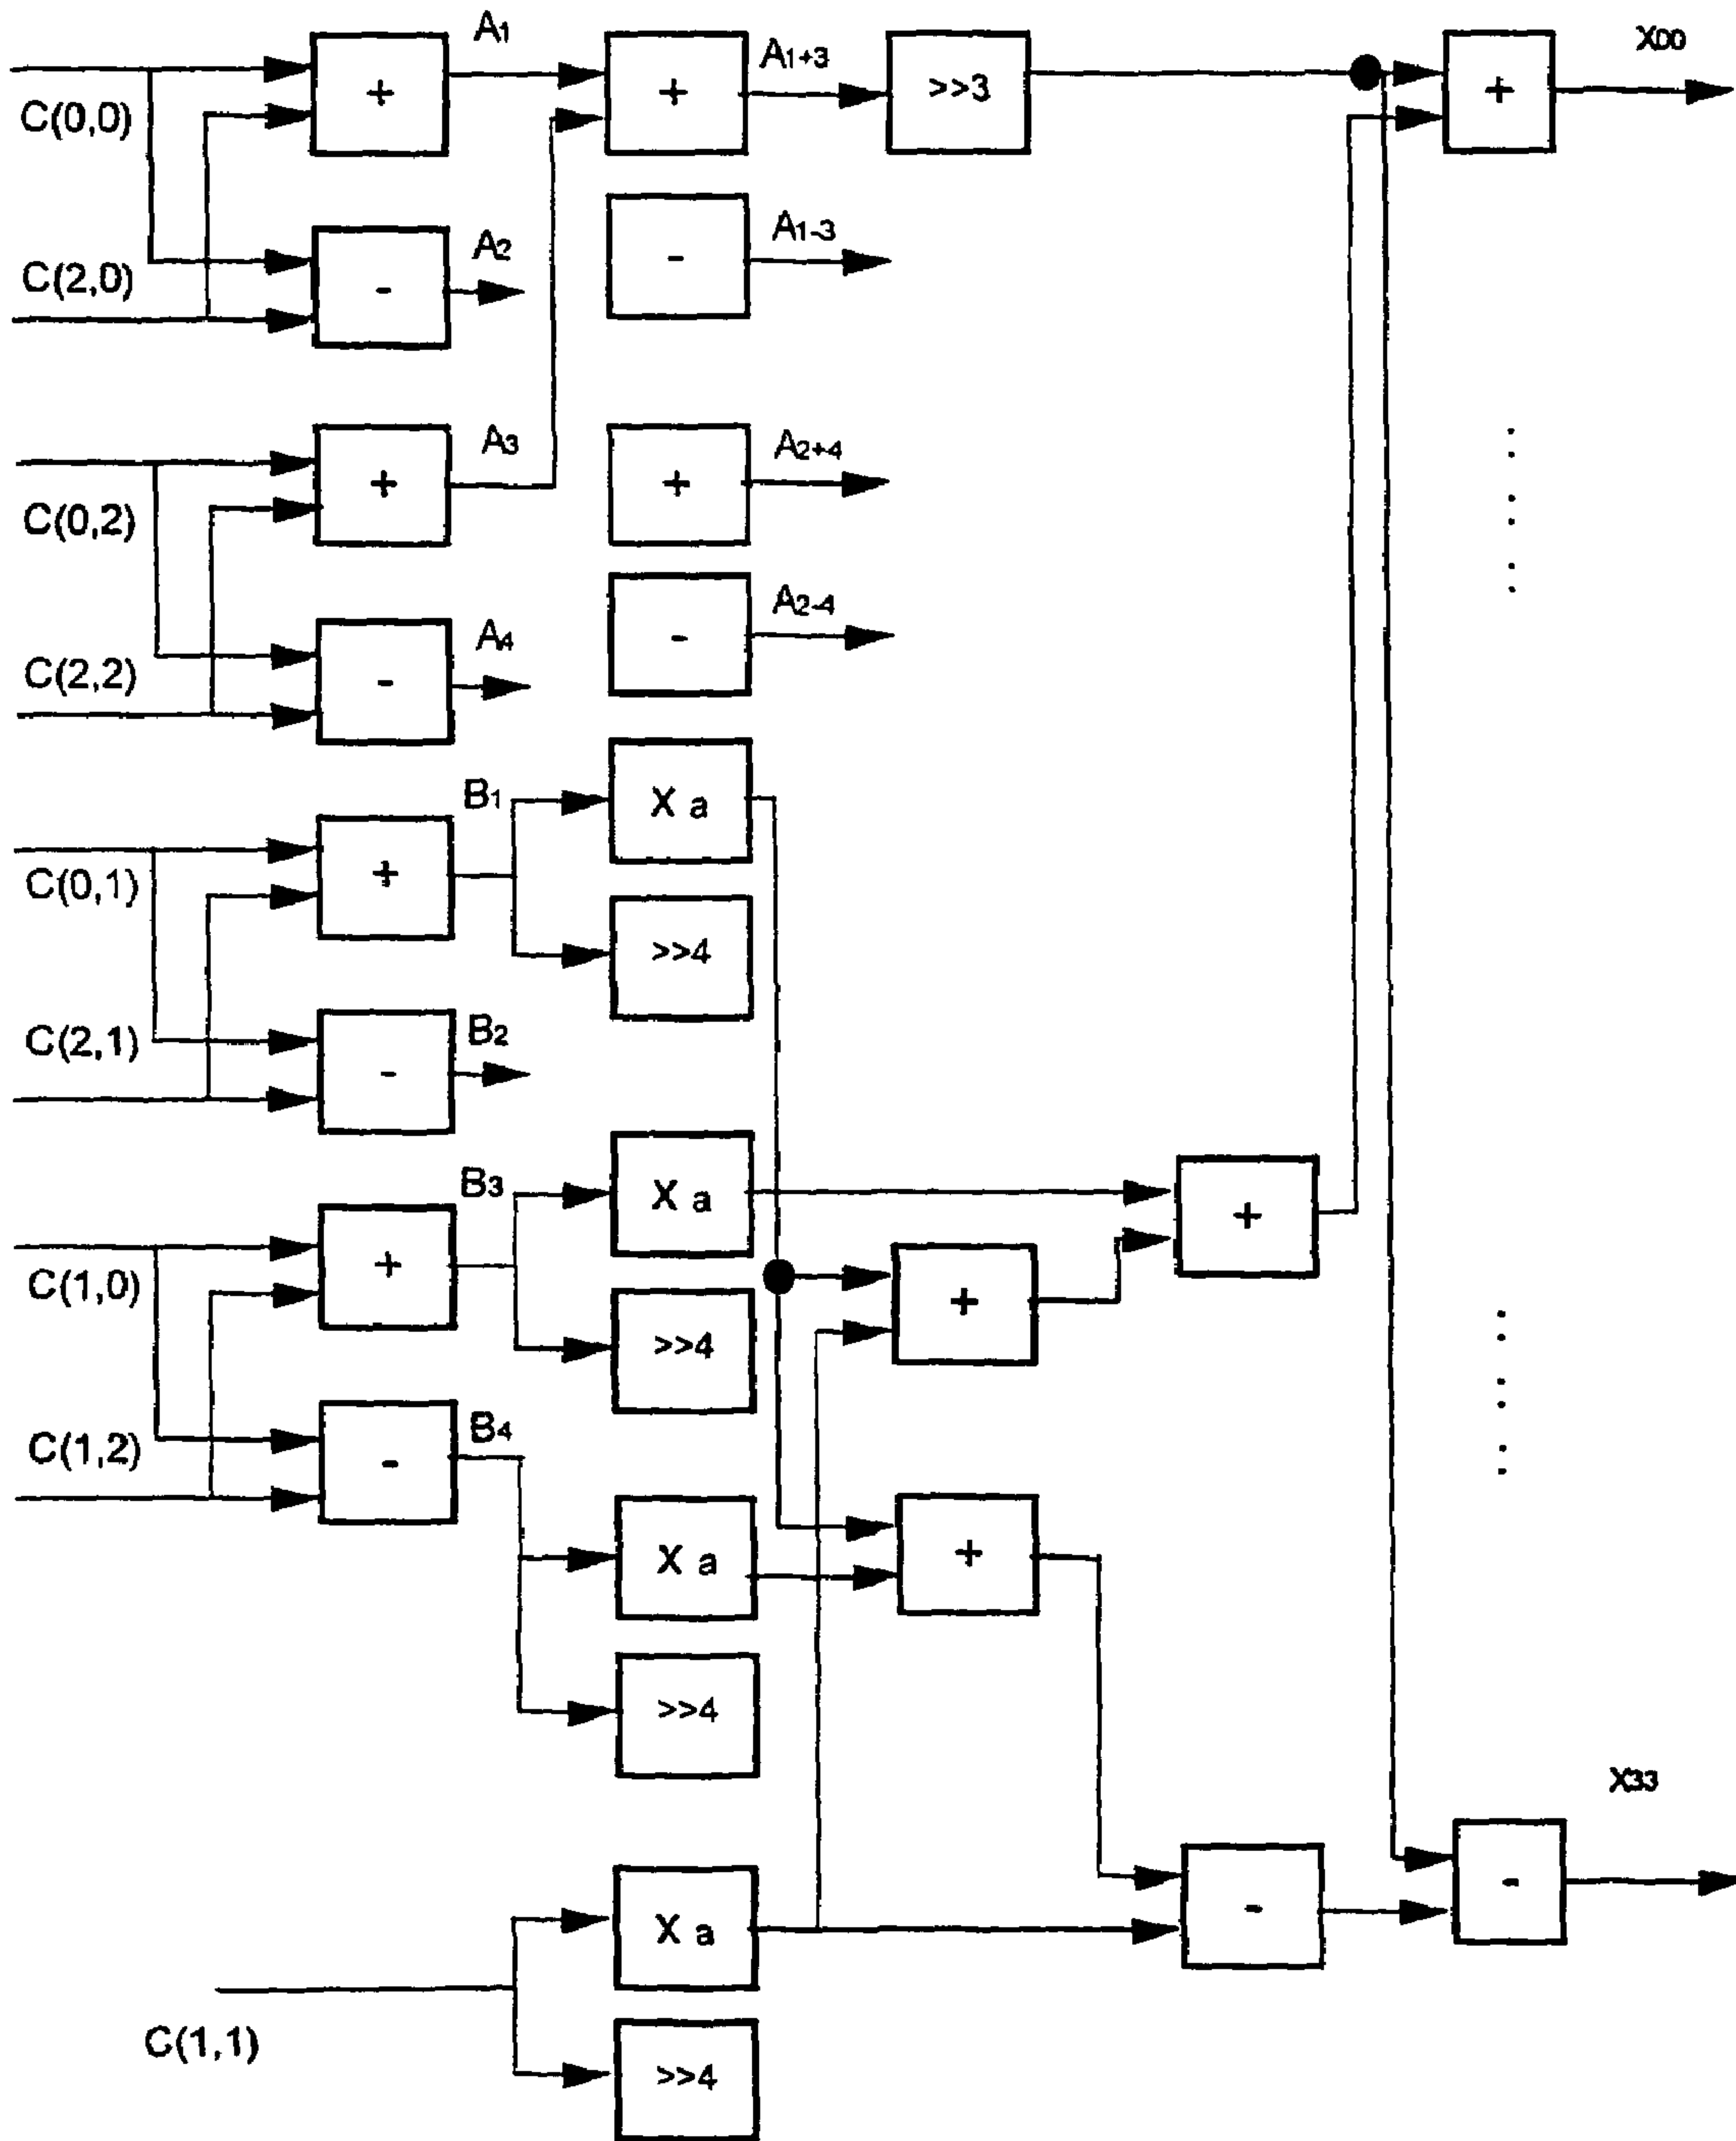 A1
A1+3
X00
+
+
>>3
+
C(0,0)
A2
A1-3
C(2,0)
-
-
A3
A2+4
+
+
C(0,2)
A4
A2-4
C(2,2)
-
-
B1
X a
C(0,1)
+
>>4
C(2,1)
B2
-
B3
X a
+
C(1,0)
+
+
>>4
B4
C(1,2)
-
X a
+
>>4
X33
X a
-
-
C(1,1)
>>4